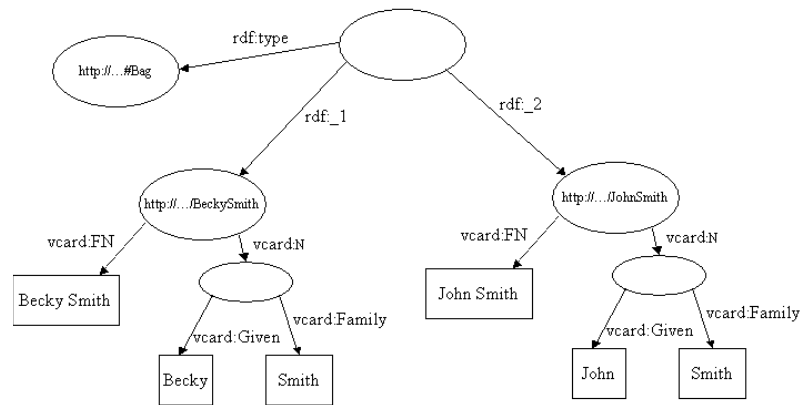 rdf:type
http://...#Bag
rdf:_1
rdf:_2
http://.../BeckySmith
http://.../JohnSmith
vcard:FN
vcard:N
vcard:FN
vcard:N
Becky Smith
John Smith
vcard:Given
vcard:Family
vcard:Given
vcard:Family
Becky
Smith
John
Smith